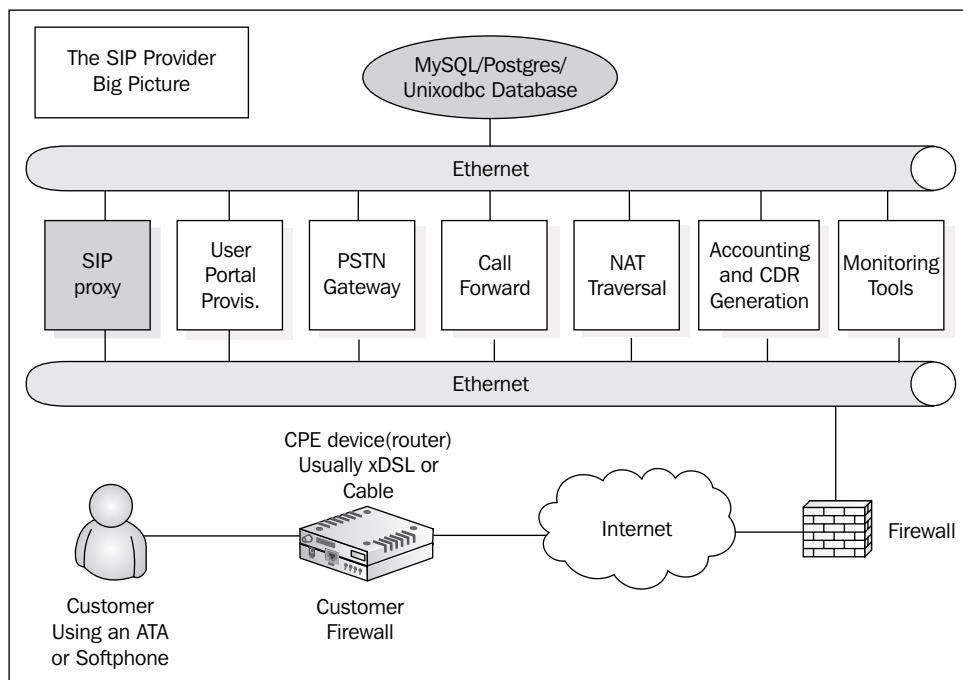 The SIP Provider
Big Picture
MySQL/Postgres/
Unixodbc Database
Ethernet
SIP
proxy
User
Portal
Provis.
PSTN
Gateway
Call
Forward
NAT
Traversal
Accounting
and CDR
Generation
Monitoring
Tools
Ethernet
CPE device(router)
Usually xDSL or
Cable
Internet
Firewall
Customer
Using an ATA
or Softphone
Customer
Firewall